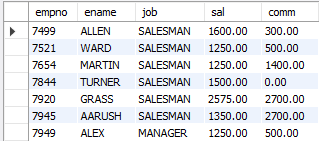 empno ename job sal comm
7499 ALLEN SALESMAN 1600.00 300.00
7521 WARD SALESMAN 1250.00 500.00
7654 MARTIN SALESMAN 1250.00 1400.00
7844 TURNER SALESMAN 1500.00 0.00
7920 GRASS SALESMAN 2575.00 2700.00
7945 AARUSH SALESMAN 1350.00 2700.00
7949 ALEX MANAGER 1250.00 500.00